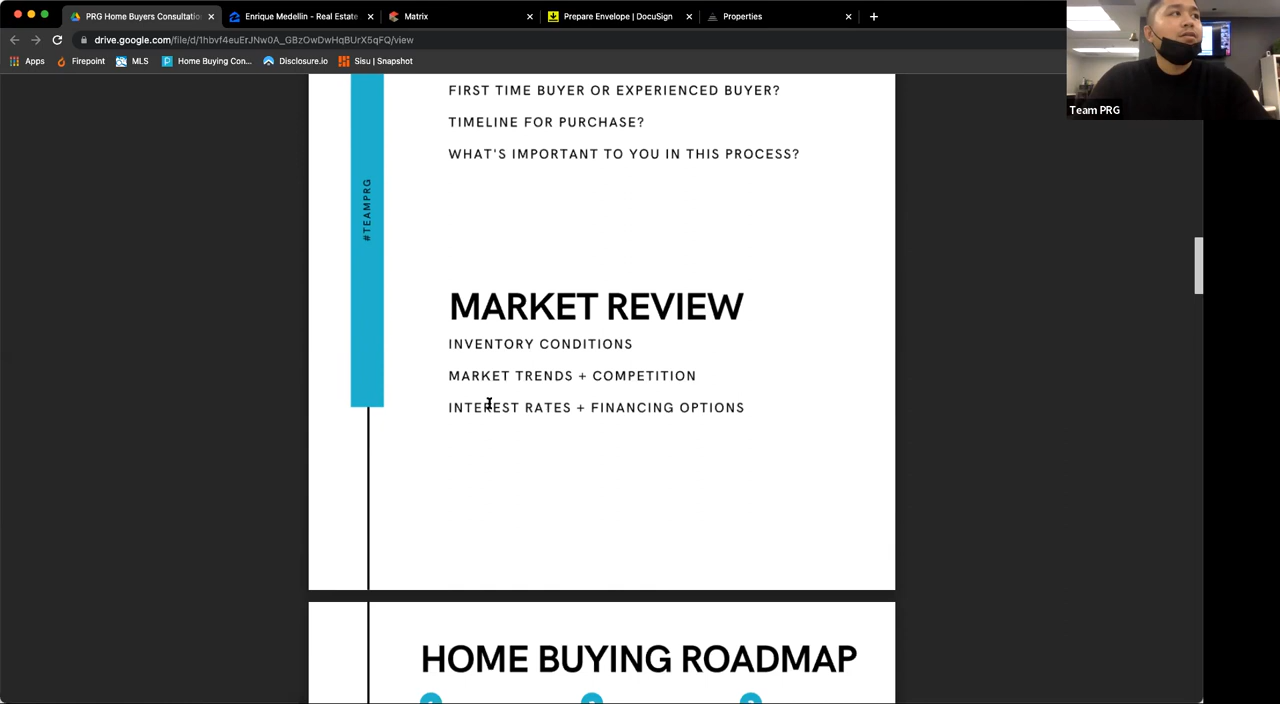 PRG Home Buyers Consultatio
Enrique Medellin - Real Estate
Matrix
Prepare Envelope | DocuSign
Properties
drive.google.com/file/d/1hbvf4euErJNw0A_GBzOwDwHqBUrX5qFQ/view
Apps
Firepoint
MLS
Home Buying Con...
Disclosure.io
Sisu | Snapshot
Team PRG
FIRST TIME BUYER OR EXPERIENCED BUYER?
TIMELINE FOR PURCHASE?
WHAT'S IMPORTANT TO YOU IN THIS PROCESS?
#TEAMPRG
MARKET REVIEW
INVENTORY CONDITIONS
MARKET TRENDS + COMPETITION
INTEREST RATES + FINANCING OPTIONS
HOME BUYING ROADMAP